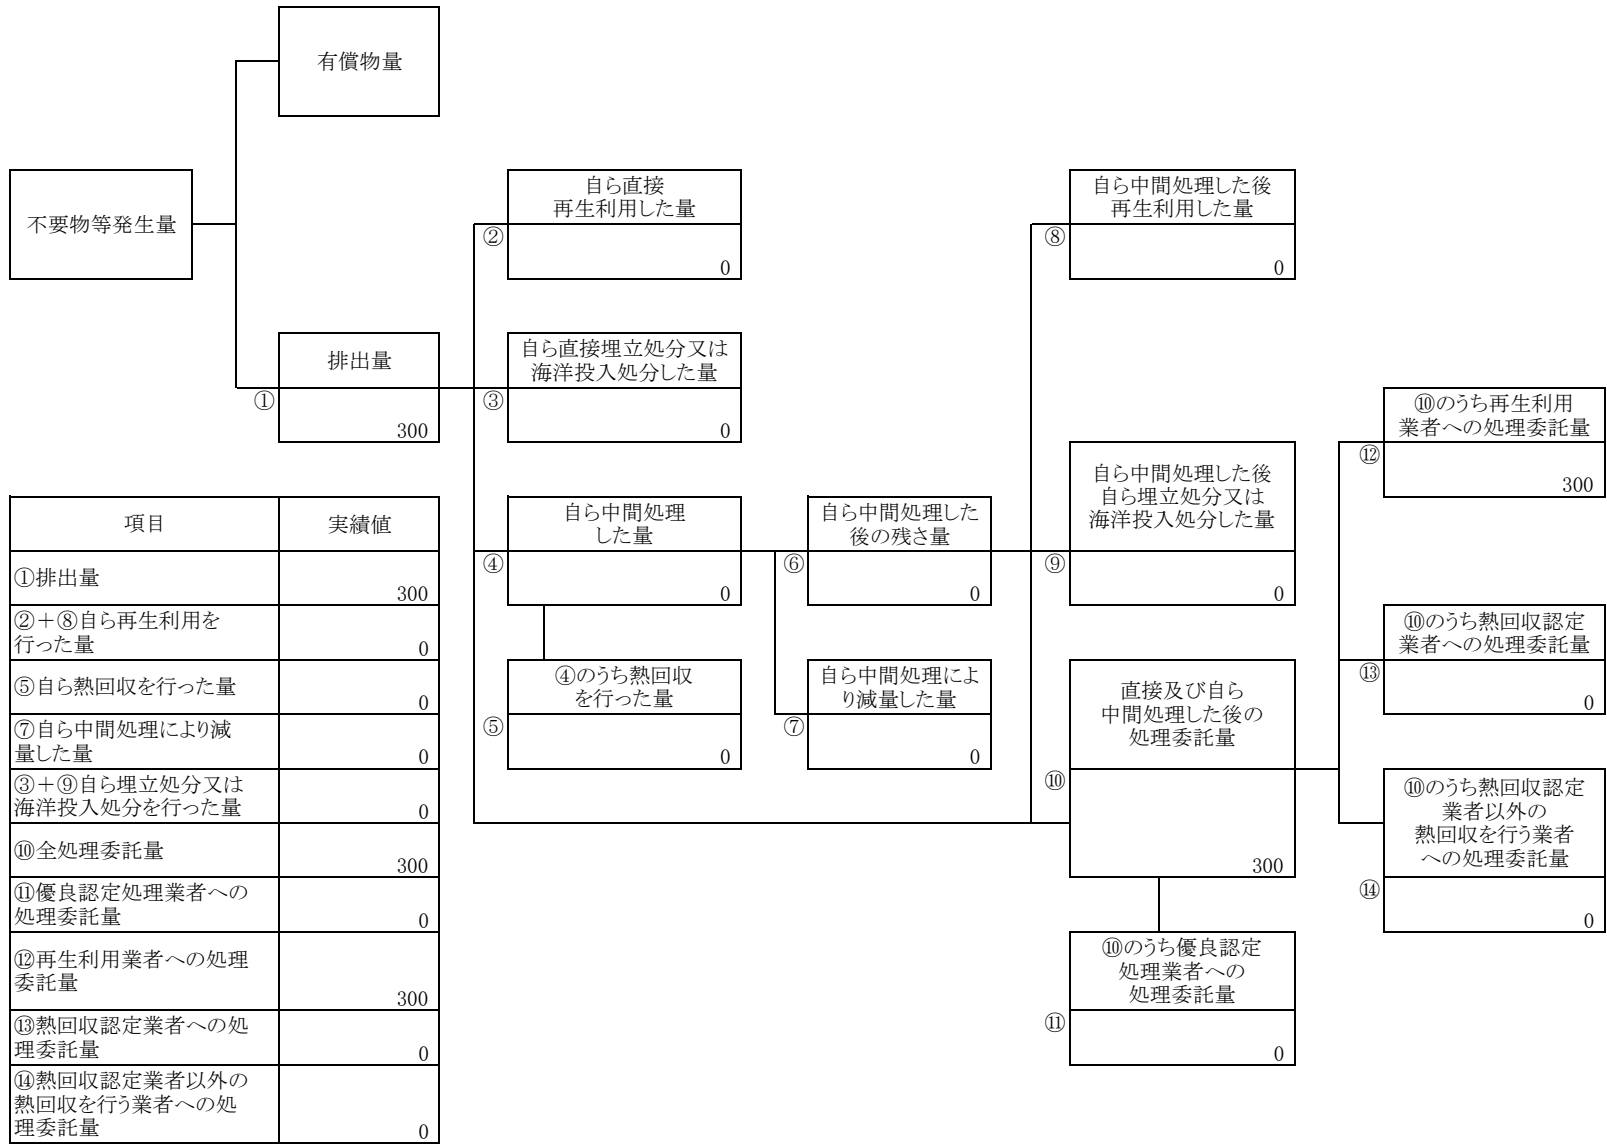 有償物量
不要物等発生量
自ら直接
再生利用した量
②
0
自ら中間処理した後
再生利用した量
⑧
0
排出量
①
300
自ら直接埋立処分又は
海洋投入処分した量
③
0
⑩のうち再生利用
業者への処理委託量
⑫
300
自ら中間処理
した量
④
0
自ら中間処理した
後の残さ量
⑥
0
自ら中間処理した後
自ら埋立処分又は
海洋投入処分した量
⑨
0
⑩のうち熱回収認定
業者への処理委託量
⑬
0
④のうち熱回収
を行った量
⑤
0
自ら中間処理によ
り減量した量
⑦
0
直接及び自ら
中間処理した後の
処理委託量
⑩
300
⑩のうち熱回収認定
業者以外の
熱回収を行う業者
への処理委託量
⑭
0
⑩のうち優良認定
処理業者への
処理委託量
⑪
0
項目 実績値
①排出量
300
②+⑧自ら再生利用を
行った量
0
⑤自ら熱回収を行った量
0
⑦自ら中間処理により減
量した量
0
③+⑨自ら埋立処分又は
海洋投入処分を行った量
0
⑩全処理委託量
300
⑪優良認定処理業者への
処理委託量
0
⑫再生利用業者への処理
委託量
300
⑬熱回収認定業者への処
理委託量
0
⑭熱回収認定業者以外の
熱回収を行う業者への処
理委託量
0